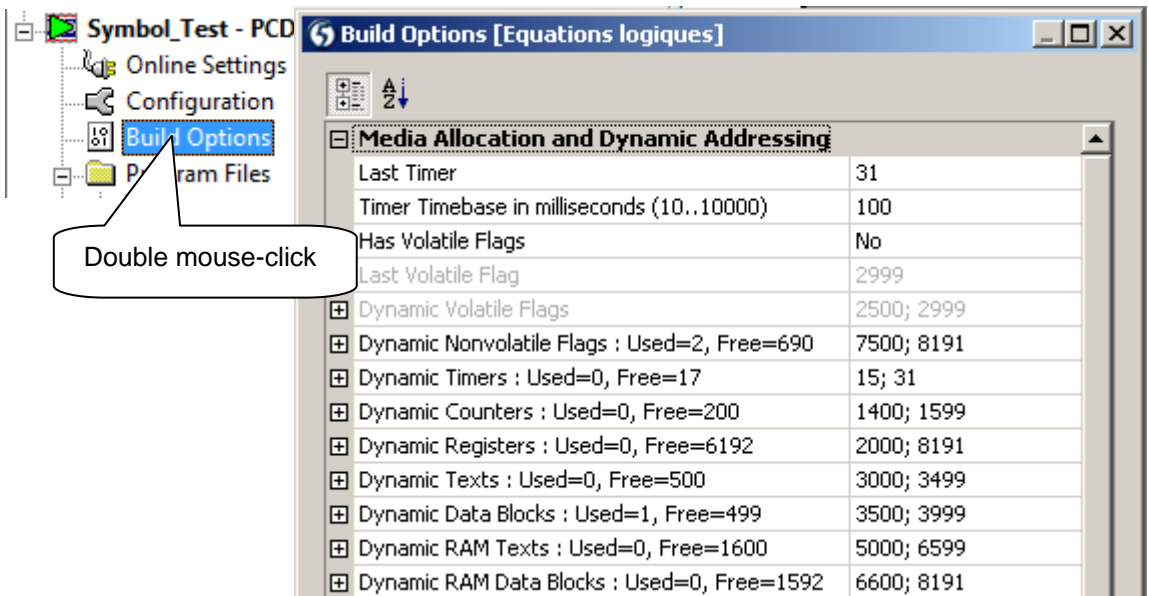 Symbol_Test - PCD
Online Settings
Configuration
Build Options
Program Files
Double mouse-click
Build Options [Equations logiques]
Media Allocation and Dynamic Addressing
Last Timer 31
Timer Timebase in milliseconds (10..10000) 100
Has Volatile Flags No
Last Volatile Flag 2999
Dynamic Volatile Flags 2500; 2999
Dynamic Nonvolatile Flags : Used=2, Free=690 7500; 8191
Dynamic Timers : Used=0, Free=17 15; 31
Dynamic Counters : Used=0, Free=200 1400; 1599
Dynamic Registers : Used=0, Free=6192 2000; 8191
Dynamic Texts : Used=0, Free=500 3000; 3499
Dynamic Data Blocks : Used=1, Free=499 3500; 3999
Dynamic RAM Texts : Used=0, Free=1600 5000; 6599
Dynamic RAM Data Blocks : Used=0, Free=1592 6600; 8191